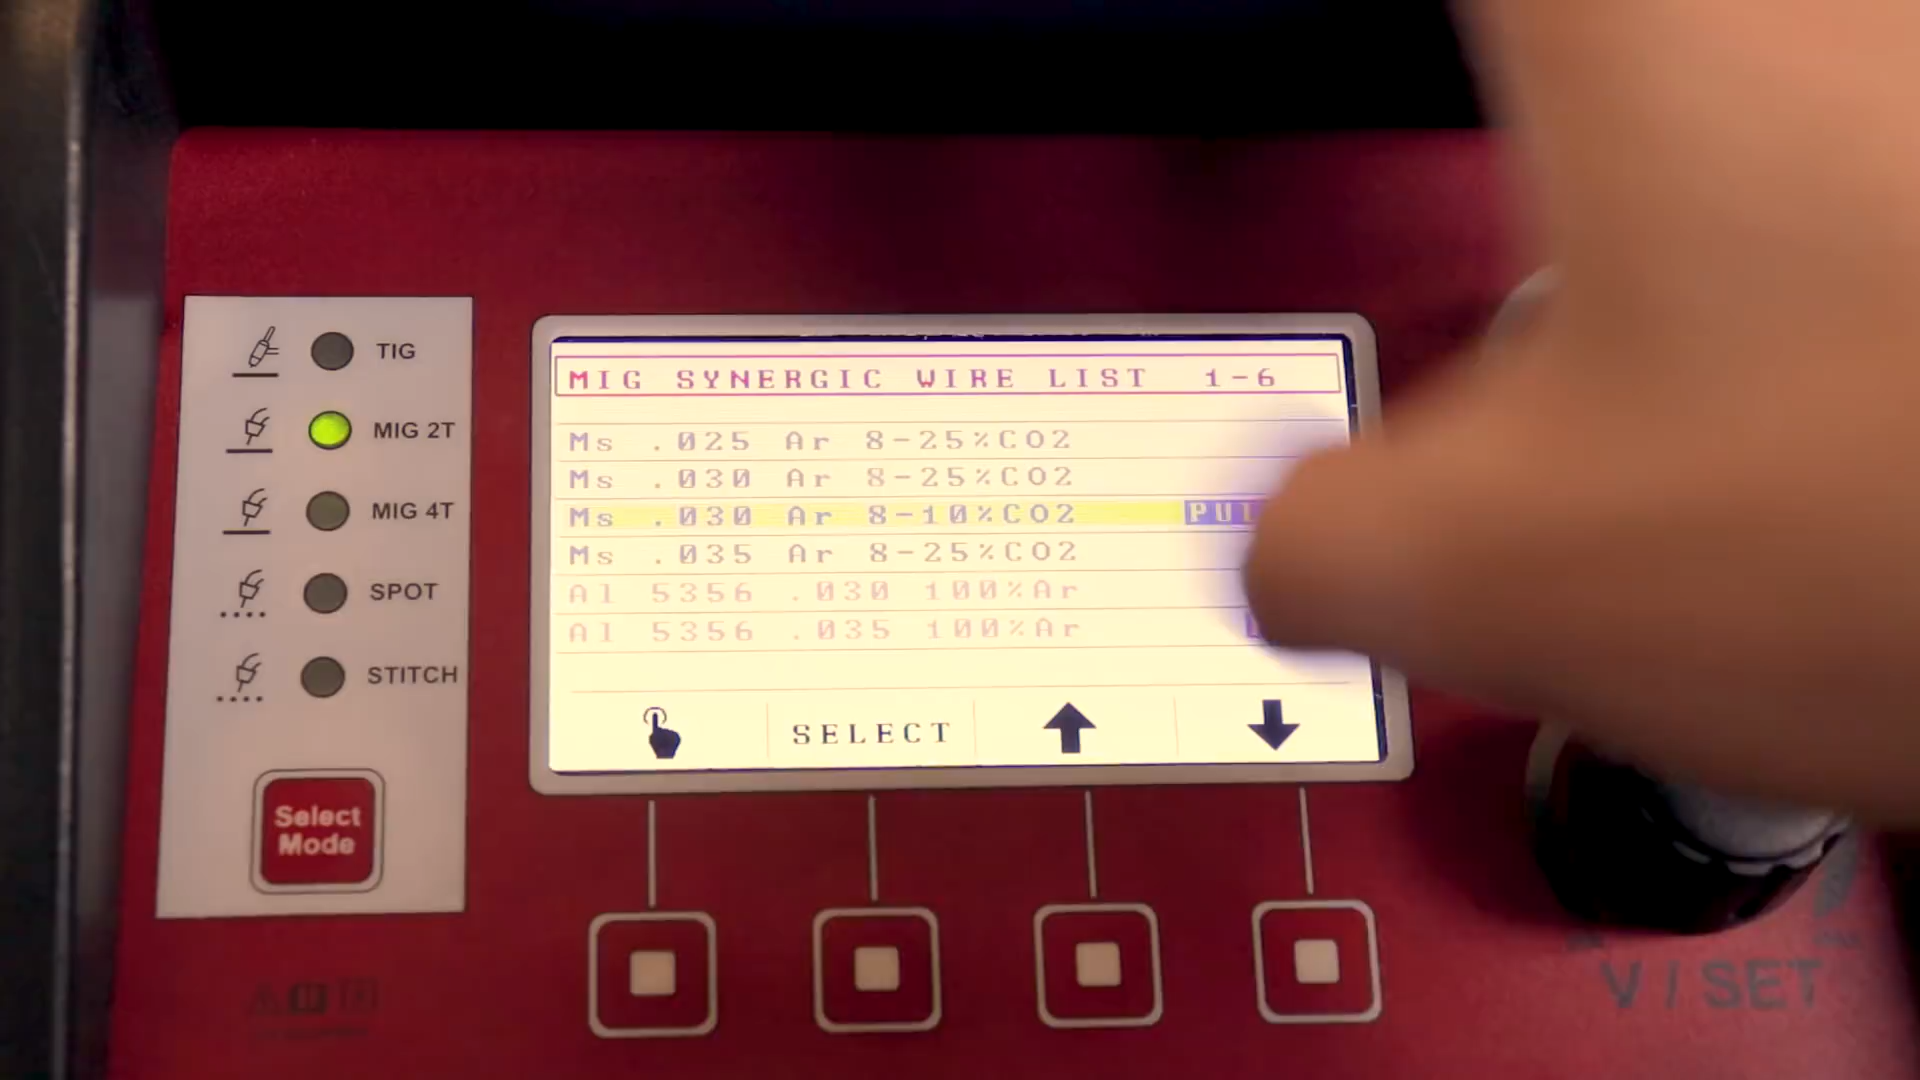 TIG
MIG 2T
MIG 4T
SPOT
STITCH
Select
Mode
MIG SYNERGIC WIRE LIST 1-6
Ms .025 Ar 8-25%CO2
Ms .030 Ar 8-25%CO2
Ms .030 Ar 8-10%CO2
Ms .035 Ar 8-25%CO2
Al 5356 .030 100%Ar
Al 5356 .035 100%Ar
SELECT
V / SET